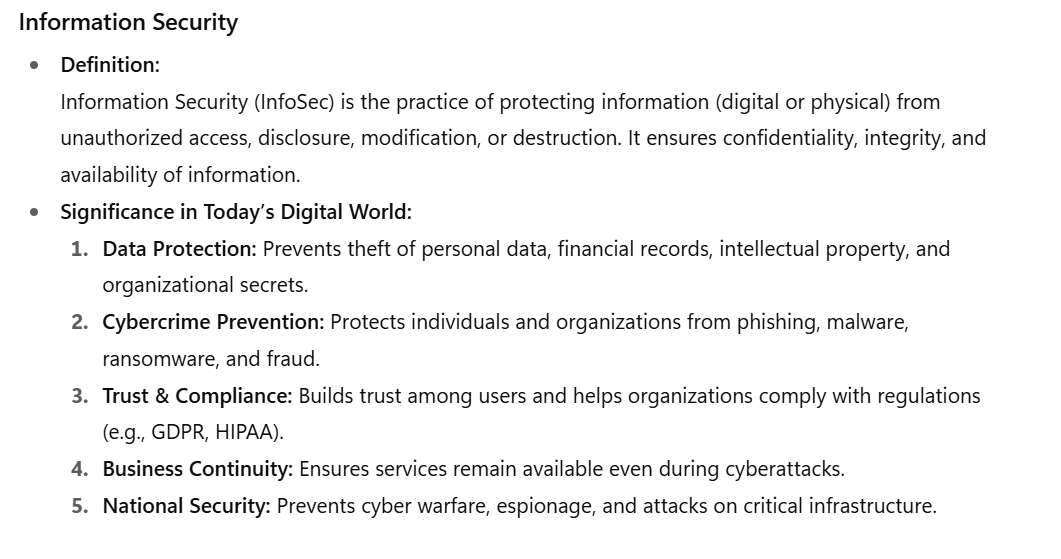 Information Security
• Definition:
Information Security (InfoSec) is the practice of protecting information (digital or physical) from
unauthorized access, disclosure, modification, or destruction. It ensures confidentiality, integrity, and
availability of information.
• Significance in Today’s Digital World:
1. Data Protection: Prevents theft of personal data, financial records, intellectual property, and
organizational secrets.
2. Cybercrime Prevention: Protects individuals and organizations from phishing, malware,
ransomware, and fraud.
3. Trust & Compliance: Builds trust among users and helps organizations comply with regulations
(e.g., GDPR, HIPAA).
4. Business Continuity: Ensures services remain available even during cyberattacks.
5. National Security: Prevents cyber warfare, espionage, and attacks on critical infrastructure.